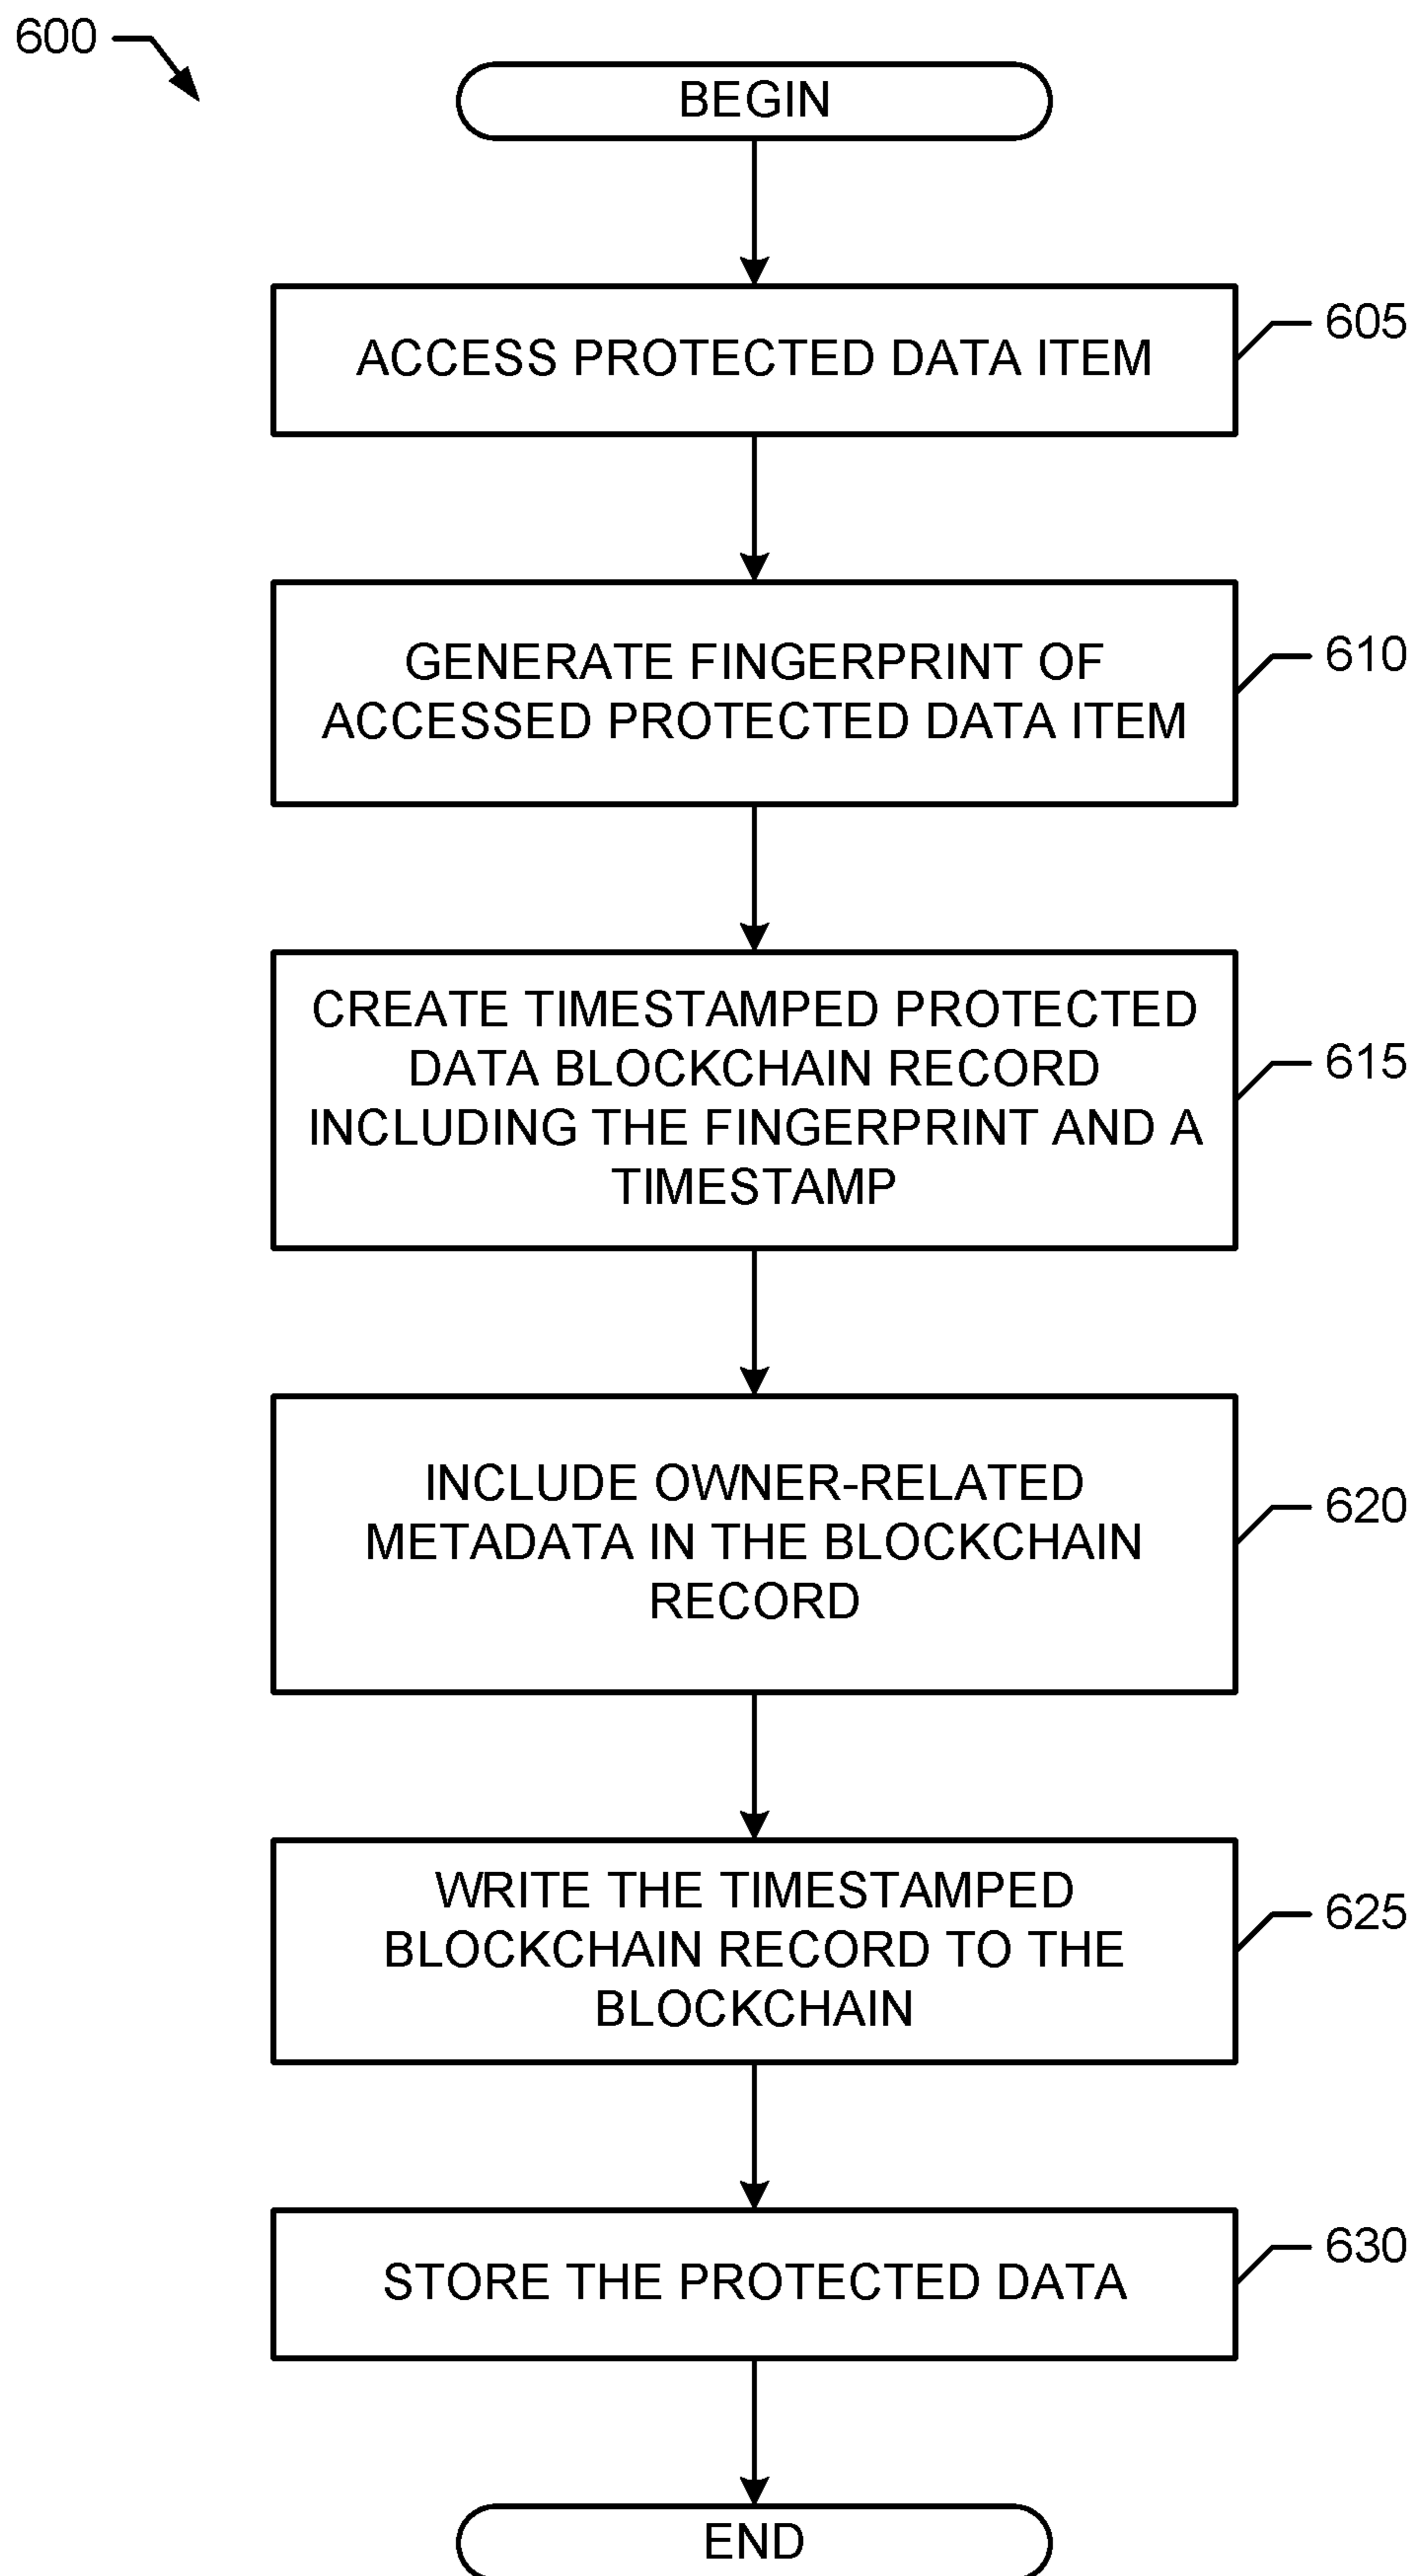 600
BEGIN
ACCESS PROTECTED DATA ITEM
605
GENERATE FINGERPRINT OF
ACCESSED PROTECTED DATA ITEM
610
CREATE TIMESTAMPED PROTECTED
DATA BLOCKCHAIN RECORD
INCLUDING THE FINGERPRINT AND A
TIMESTAMP
615
INCLUDE OWNER-RELATED
METADATA IN THE BLOCKCHAIN
RECORD
620
WRITE THE TIMESTAMPED
BLOCKCHAIN RECORD TO THE
BLOCKCHAIN
625
STORE THE PROTECTED DATA
630
END